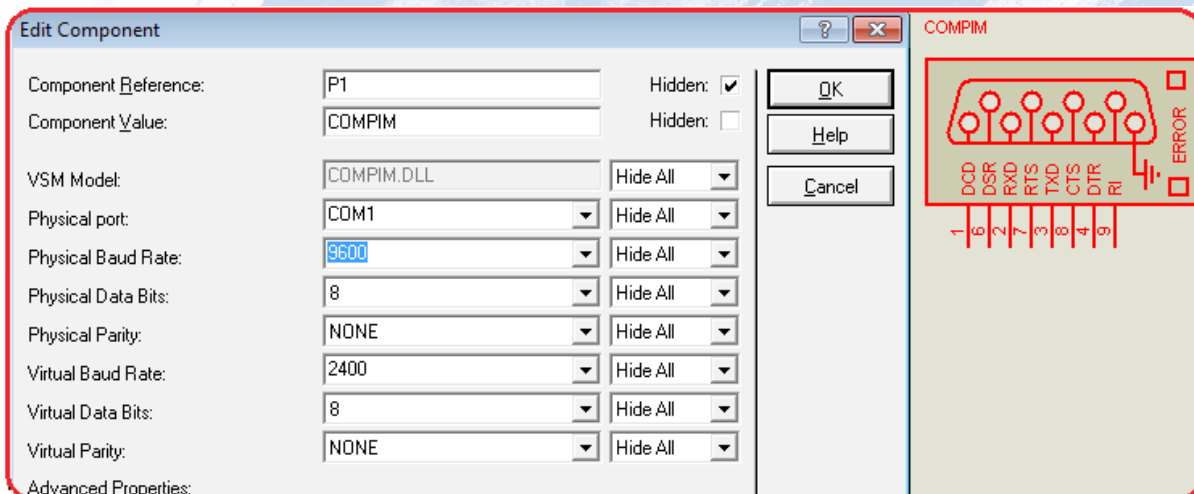 Edit Component
Component Reference: P1 Hidden:
Component Value: COMPIM Hidden:
VSM Model: COMPIM.DLL Hide All
Physical port: COM1 Hide All
Physical Baud Rate: 9600 Hide All
Physical Data Bits: 8 Hide All
Physical Parity: NONE Hide All
Virtual Baud Rate: 2400 Hide All
Virtual Data Bits: 8 Hide All
Virtual Parity: NONE Hide All
Advanced Properties:
?
OK
Help
Cancel
COMPIM
ERROR
DCD DSR RXD RTS TXD CTS DTR RI
1 6 2 7 3 8 4 9